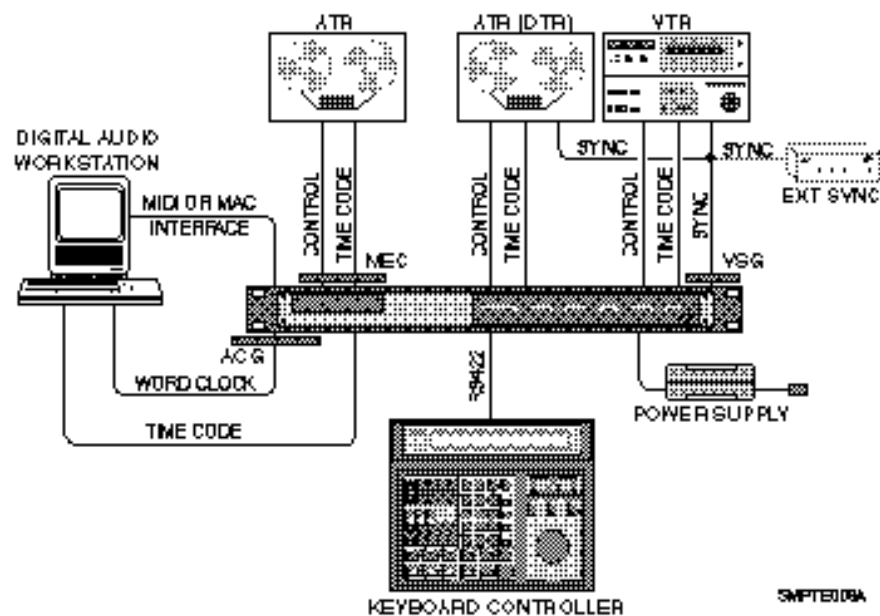 ATR
ATR (DTR)
VTR
DIGITAL AUDIO
WORKSTATION
SYNC
SYNC
EXT SYNC
MIDI OR MAC
INTERFACE
CONTROL
TIME CODE
CONTROL
TIME CODE
CONTROL
TIME CODE
SYNC
MEC
VSG
ACG
WORD CLOCK
TIME CODE
RS422
POWER SUPPLY
KEYBOARD CONTROLLER
SMPTE008A